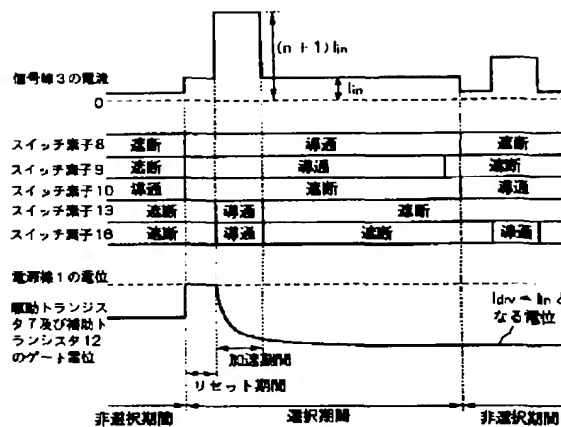 (n + 1) Iin
信号線3の電流
Iin
0
スイッチ素子8 遮断 導通 遮断
スイッチ素子9 遮断 導通 遮断
スイッチ素子10 導通 遮断 導通
スイッチ素子13 遮断 導通 遮断
スイッチ素子16 遮断 導通 遮断 導通
電源線1の電位
駆動トランジス
タ7及び補助ト
ランジスタ12
のゲート電位
Idrv = Iin と
なる電位
加速期間
リセット期間
非選択期間 選択期間 非選択期間